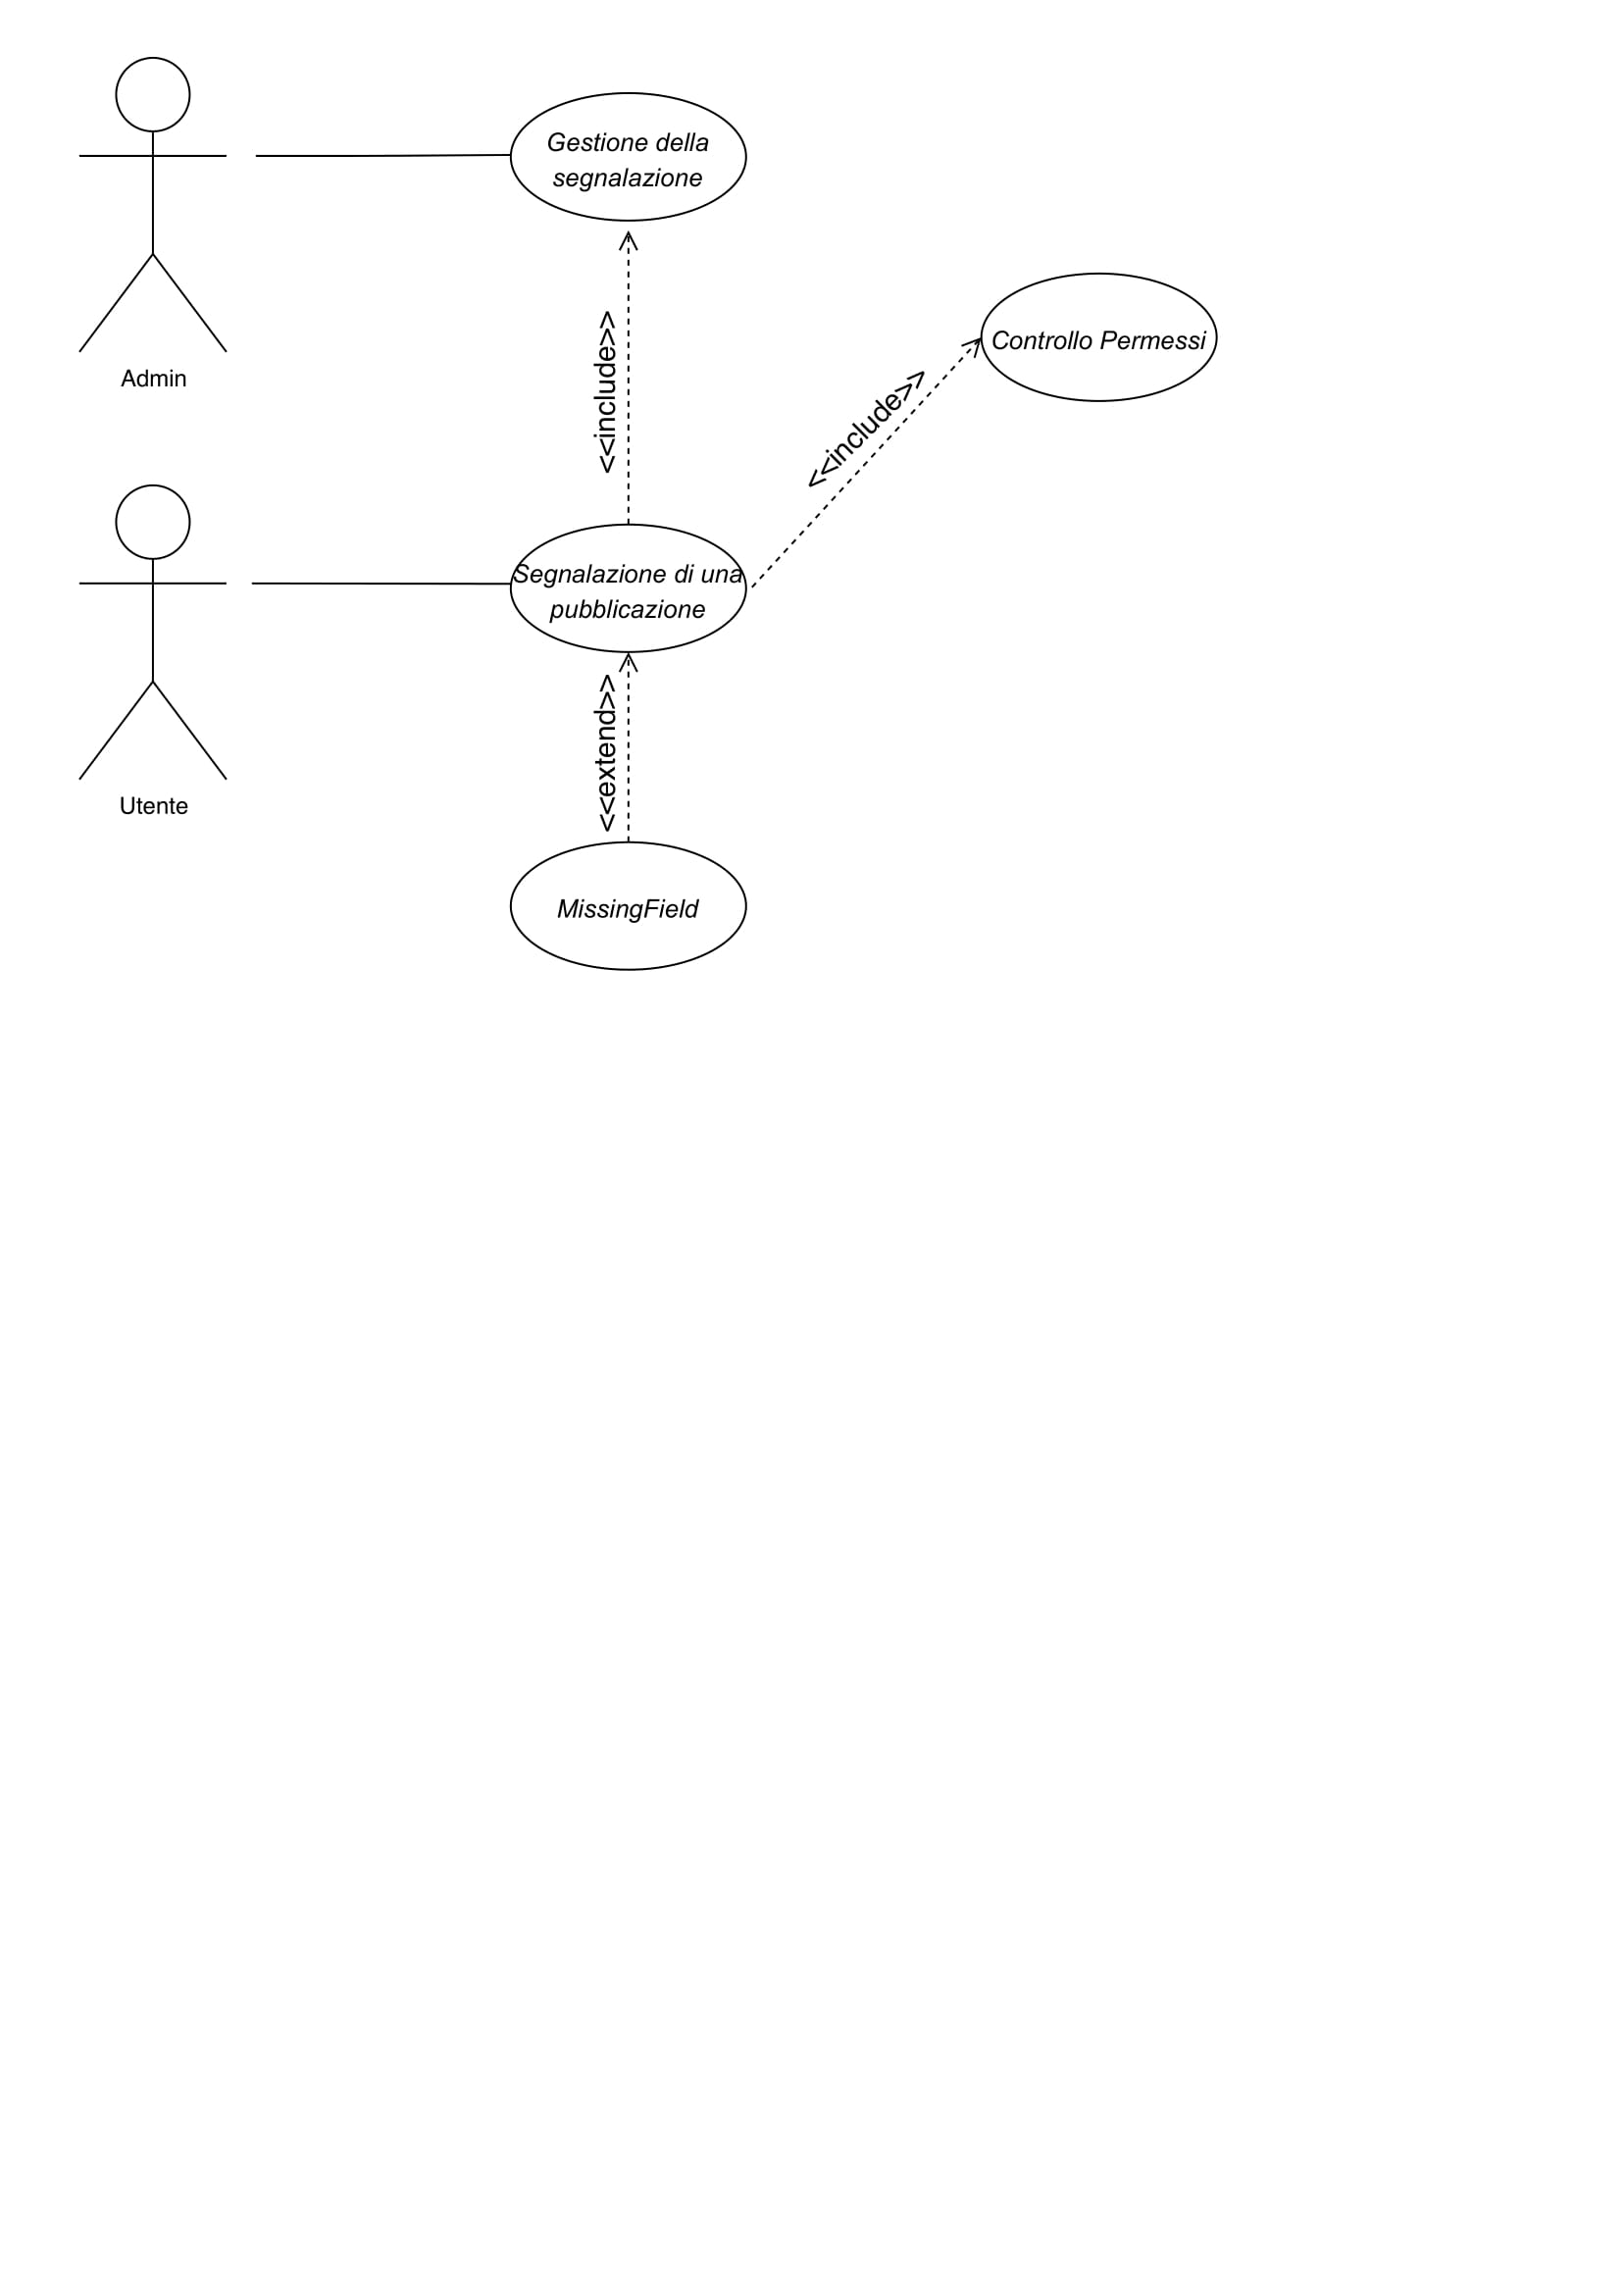 Gestione della
segnalazione
Admin
<<include>>
<<include>>
Controllo Permessi
Segnalazione di una
pubblicazione
Utente
<<extend>>
MissingField